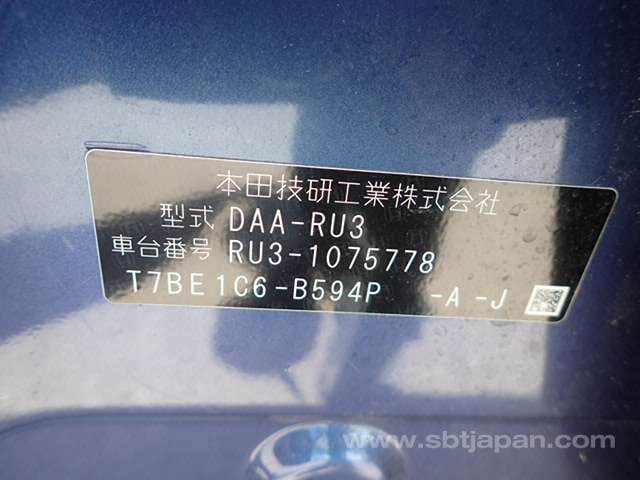 本田技研工業株式会社
型式 DAA-RU3
車台番号 RU3-1075778
T7BE1C6-B594P -A -J
www.sbtjapan.com